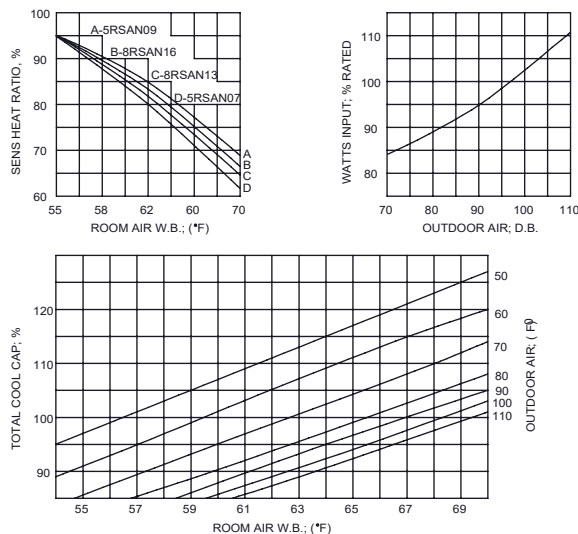 SENS HEAT RATIO, %
100
90
80
70
60
A-5RSAN09
B-8RSAN16
C-8RSAN13
D-5RSAN07
A
B
C
D
55 58 62 60 70
ROOM AIR W.B.; (°F)
WATTS INPUT; % RATED
110
100
90
80
70 80 90 100 110
OUTDOOR AIR; D.B.
TOTAL COOL CAP; %
120
110
100
90
50
60
70
80
90
100
110
OUTDOOR AIR; ( F)
0
55 57 59 61 63 65 67 69
ROOM AIR W.B.; (°F)